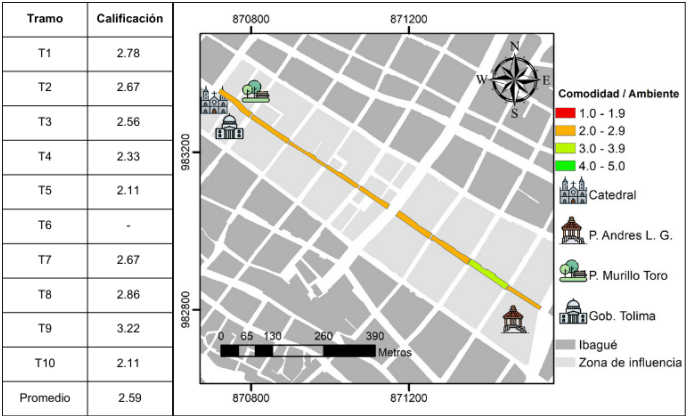 Tramo Calificación
T1 2.78
T2 2.67
T3 2.56
T4 2.33
T5 2.11
T6 -
T7 2.67
T8 2.86
T9 3.22
T10 2.11
Promedio 2.59
870800 871200
983200
982800
N
W E
S
0 65 130 260 390
Metros
870800 871200
Comodidad / Ambiente
1.0 - 1.9
2.0 - 2.9
3.0 - 3.9
4.0 - 5.0
Catedral
P. Andres L. G.
P. Murillo Toro
Gob. Tolima
Ibagué
Zona de influencia